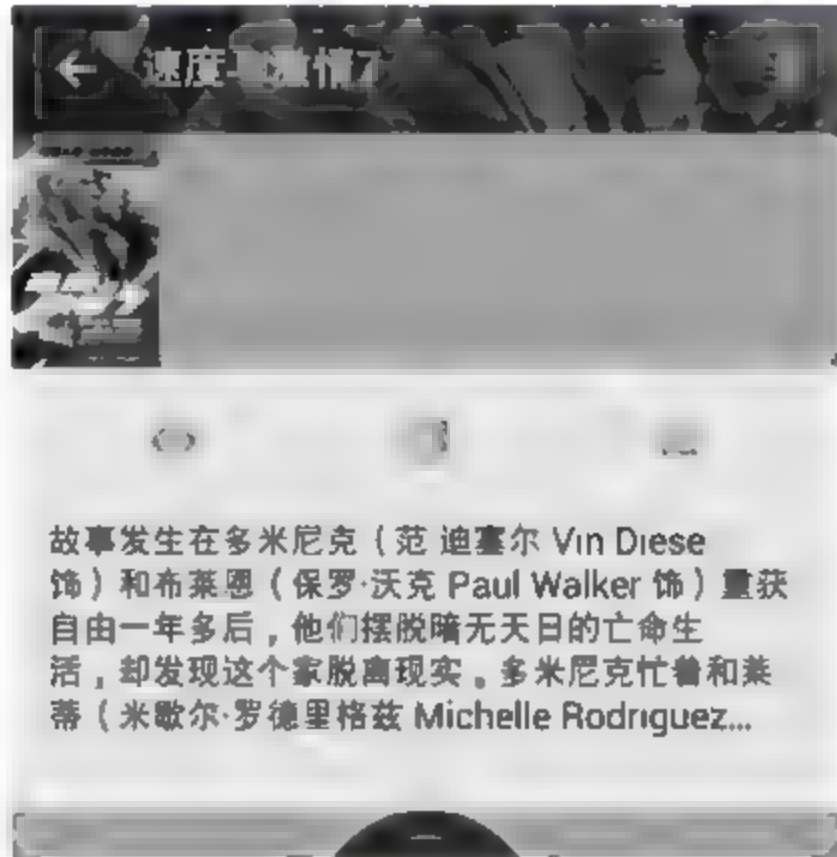 速度与激情7
故事发生在多米尼克（范 迪塞尔 Vin Diese
饰）和布莱恩（保罗·沃克 Paul Walker 饰）重获
自由一年多后，他们摆脱暗无天日的亡命生
活，却发现这个家脱离现实。多米尼克忙着和莱
蒂（米歇尔·罗德里格兹 Michelle Rodriguez...